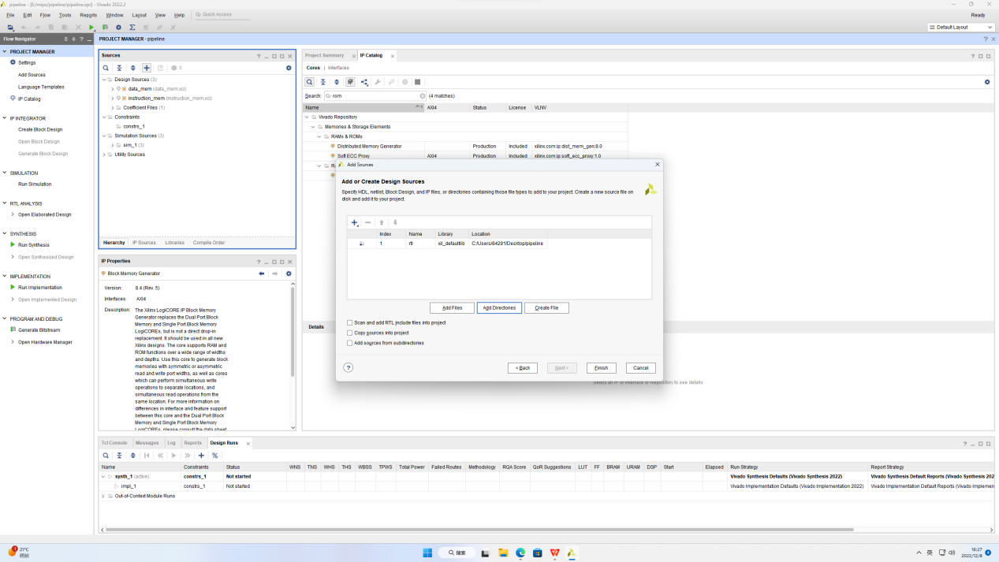 pipeline - [E:/mips/pipeline/pipeline.xpr] - Vivado 2022.2
File Edit Flow Tools Reports Window Layout View Help Quick Access
Ready
Default Layout
Flow Navigator
PROJECT MANAGER - pipeline
PROJECT MANAGER
Settings
Add Sources
Language Templates
IP Catalog
IP INTEGRATOR
Create Block Design
Open Block Design
Generate Block Design
SIMULATION
Run Simulation
RTL ANALYSIS
Open Elaborated Design
SYNTHESIS
Run Synthesis
Open Synthesized Design
IMPLEMENTATION
Run Implementation
Open Implemented Design
PROGRAM AND DEBUG
Generate Bitstream
Open Hardware Manager
Sources
0
Design Sources (3)
data_mem (data_mem.xci)
instruction_mem (instruction_mem.xci)
Coefficient Files (1)
Constraints
constrs_1
Simulation Sources (3)
sim_1 (3)
Utility Sources
Hierarchy IP Sources Libraries Compile Order
IP Properties
Block Memory Generator
Version: 8.4 (Rev. 5)
Interfaces: AXI4
Description: The Xilinx LogiCORE IP Block Memory
Generator replaces the Dual Port Block
Memory and Single Port Block Memory
LogiCOREs, but is not a direct drop-in
replacement. It should be used in all new
Xilinx designs. The core supports RAM and
ROM functions over a wide range of widths
and depths. Use this core to generate block
memories with symmetric or asymmetric
read and write port widths, as well as cores
which can perform simultaneous write
operations to separate locations, and
simultaneous read operations from the
same location. For more information on
differences in interface and feature support
between this core and the Dual Port Block
Memory and Single Port Block Memory
LogiCOREs, please consult the data sheet
Project Summary IP Catalog
Cores | Interfaces
Search: rom (4 matches)
Name 1 AXI4 Status License VLNV
Vivado Repository
Memories & Storage Elements
RAMs & ROMs
Distributed Memory Generator Production Included xilinx.com:ip:dist_mem_gen:8.0
Soft ECC Proxy AXI4 Production Included xilinx.com:ip:soft_ecc_proxy:1.0
Details
Select an IP or Interface or Repository to see details
Add Sources
Add or Create Design Sources
Specify HDL, netlist, Block Design, and IP files, or directories containing those file types to add to your project. Create a new source file on
disk and add it to your project.
Index Name Library Location
1 rtl xil_defaultlib C:/Users/84291/Desktop/pipeline
Add Files Add Directories Create File
Scan and add RTL include files into project
Copy sources into project
Add sources from subdirectories
? < Back Next > Finish Cancel
Tcl Console Messages Log Reports Design Runs
Name Constraints Status WNS TNS WHS THS WBSS TPWS Total Power Failed Routes Methodology RQA Score QoR Suggestions LUT FF BRAM URAM DSP Start Elapsed Run Strategy Report Strategy
synth_1 (active) constrs_1 Not started Vivado Synthesis Defaults (Vivado Synthesis 2022) Vivado Synthesis Default Reports (Vivado Synthesis 202
impl_1 constrs_1 Not started Vivado Implementation Defaults (Vivado Implementation 2022) Vivado Implementation Default Reports (Vivado Implemen
Out-of-Context Module Runs
1 21°C
晴朗
搜索
英
16:27
2022/12/8
4